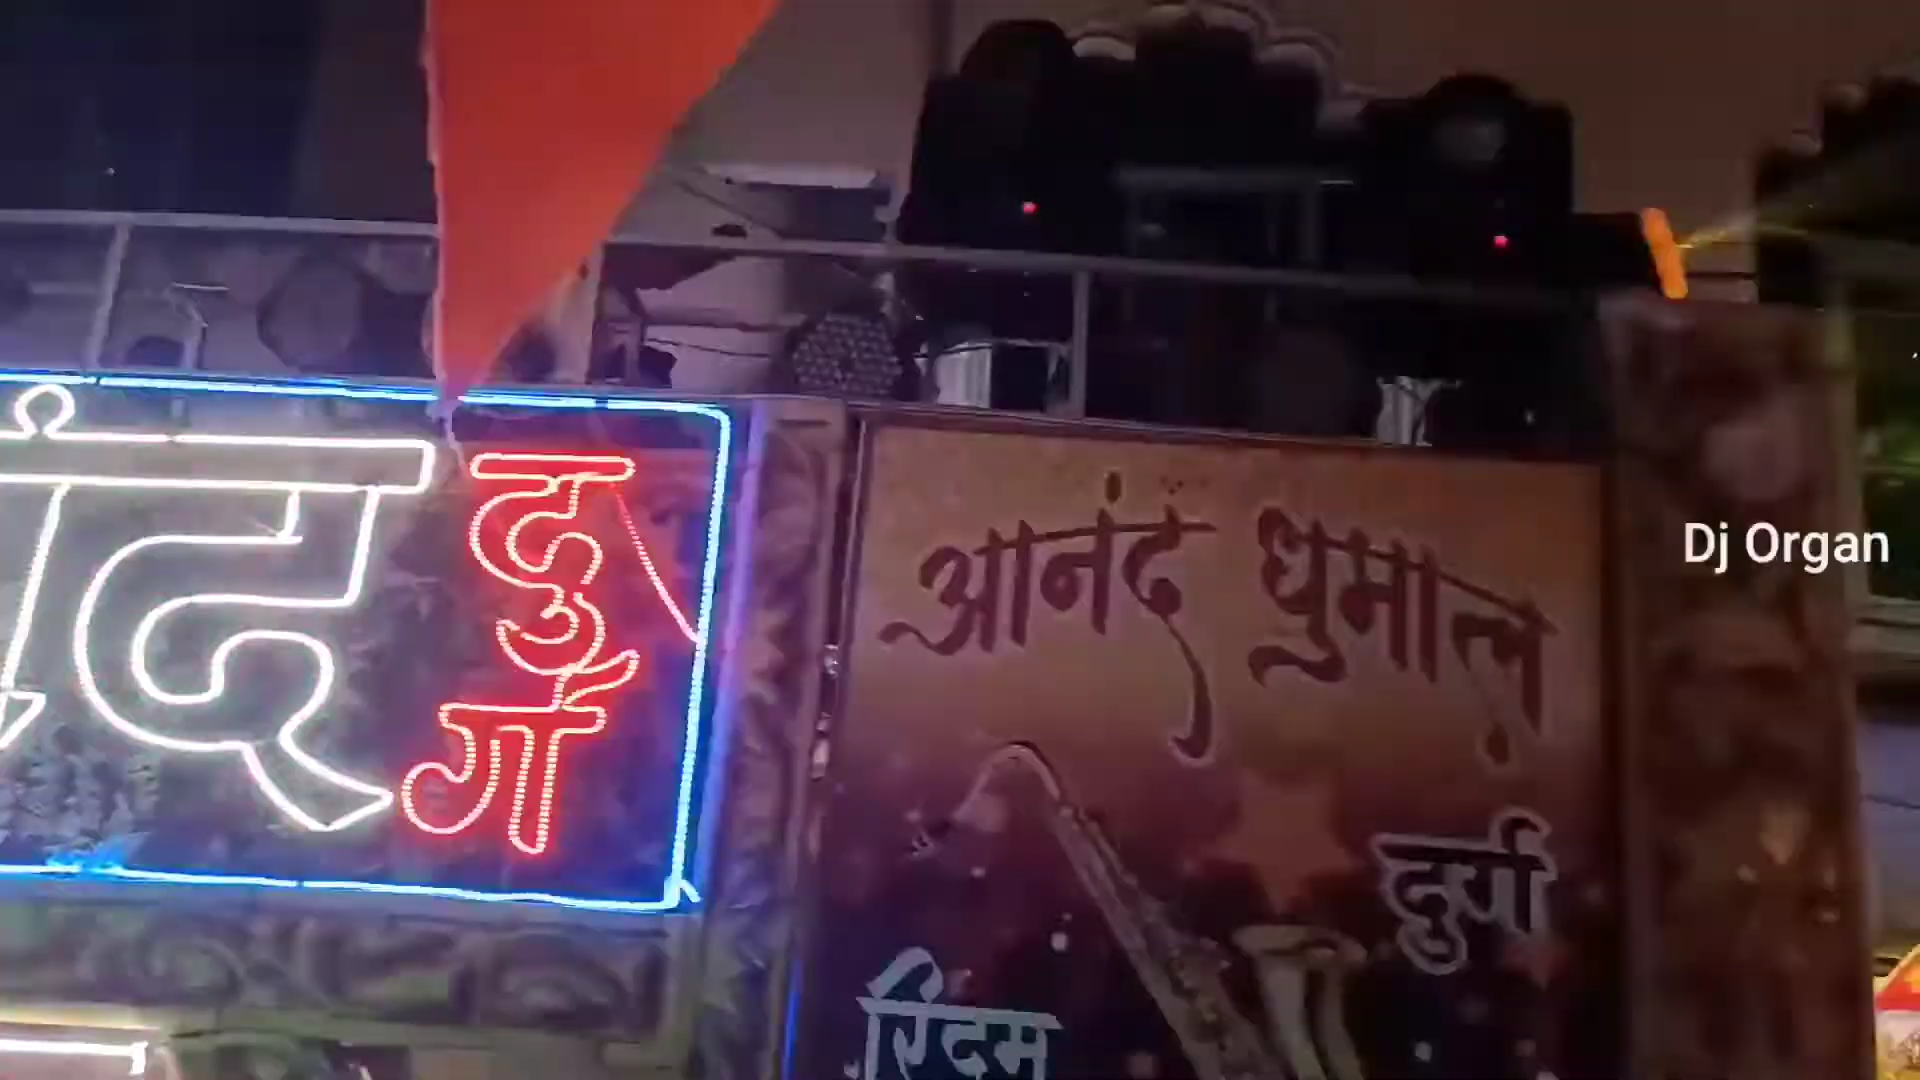 नंद
दुर्ग
आनंद धुमाल
Dj Organ
दुर्ग
रिदम